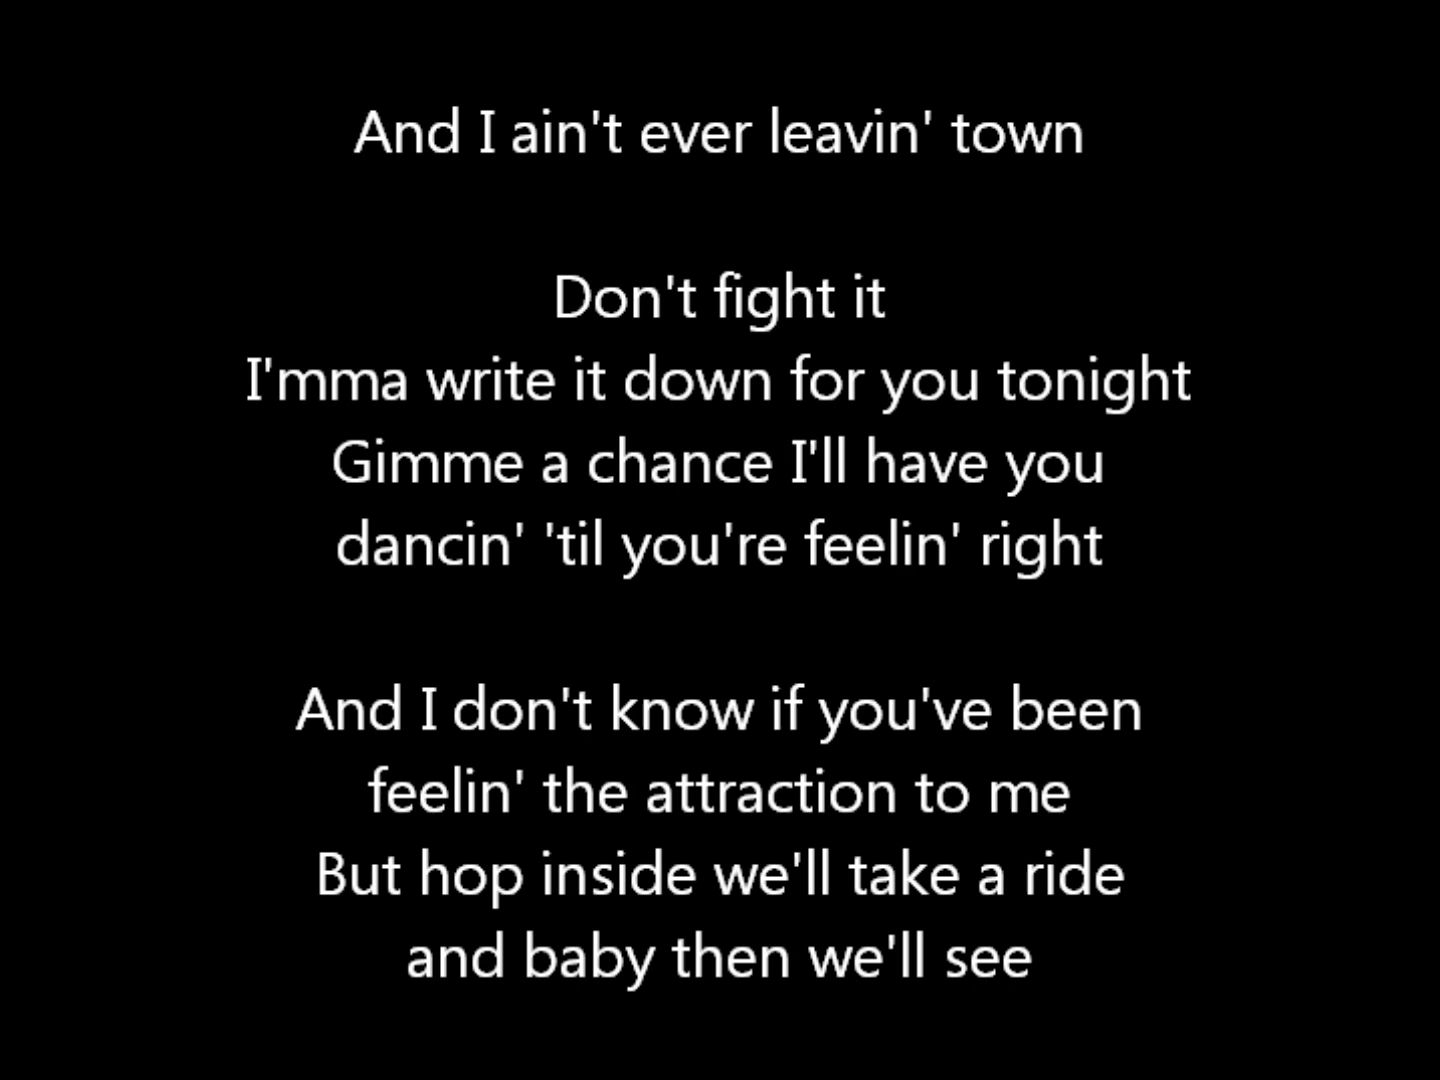 And I ain't ever leavin' town
Don't fight it
I'mma write it down for you tonight
Gimme a chance I'll have you
dancin' 'til you're feelin' right
And I don't know if you've been
feelin' the attraction to me
But hop inside we'll take a ride
and baby then we'll see